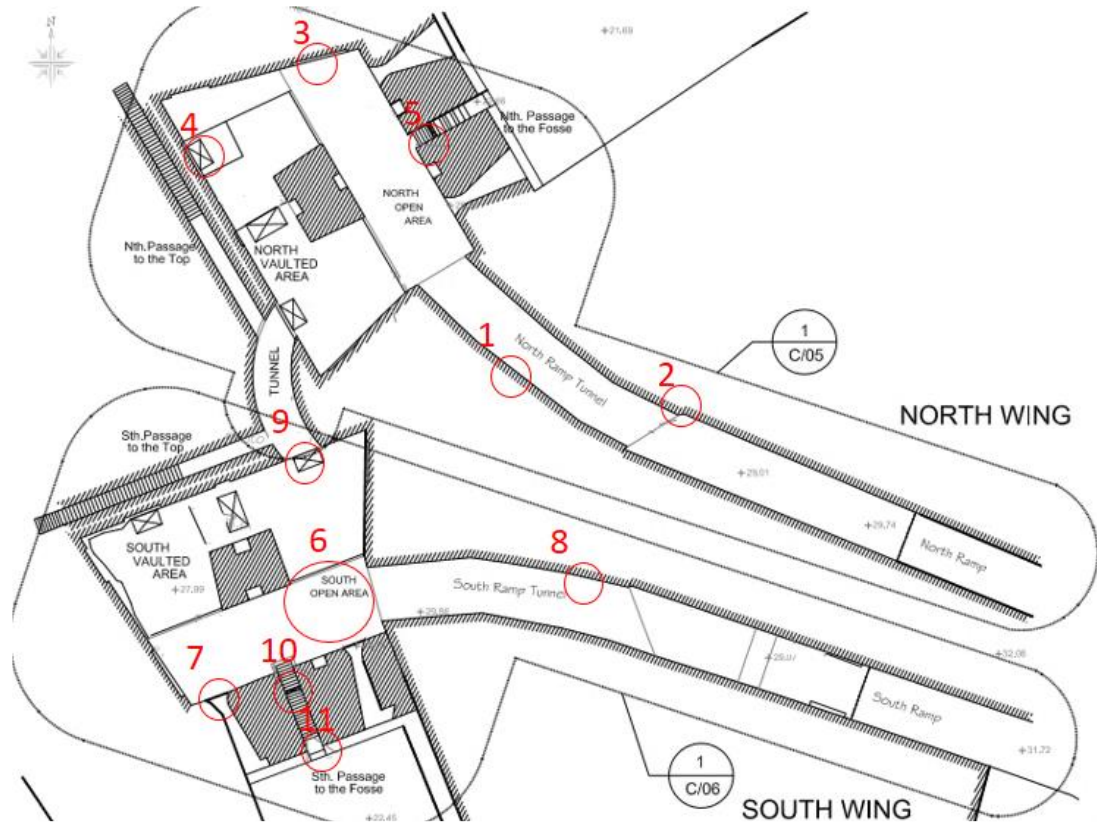 N
3
+21,69
5
Nth. Passage
to the Fosse
4
NORTH
OPEN
AREA
Nth.Passage
to the Top
NORTH
VAULTED
AREA
1
C/05
1
North Ramp Tunnel
2
TUNNEL
NORTH WING
Sth.Passage
to the Top
9
+29,01
+29,74
North Ramp
SOUTH
VAULTED
AREA
6
SOUTH
OPEN AREA
8
South Ramp Tunnel
+27,99
7
10
+32,08
South Ramp
11
+31,72
Sth. Passage
to the Fosse
1
C/06
+22,45
SOUTH WING